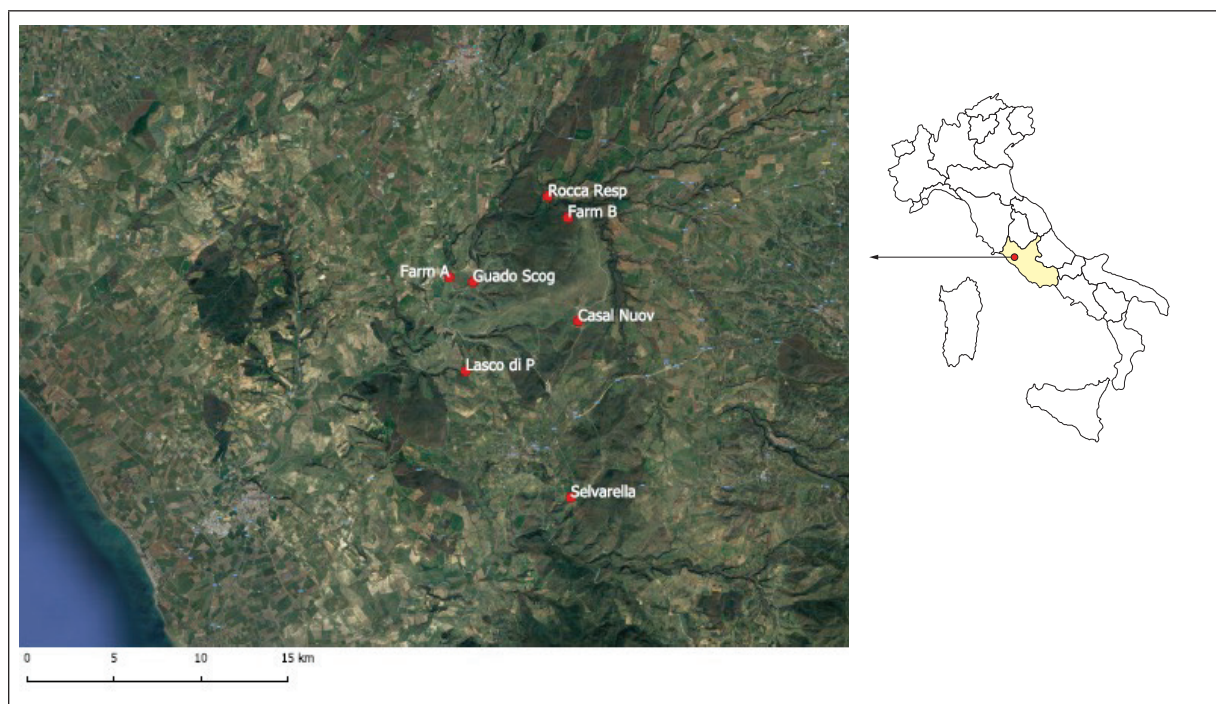 Rocca Resp
Farm B
Farm A
Guado Scog
Casal Nuov
Lasco di P
Selvarella
0 5 10 15 km